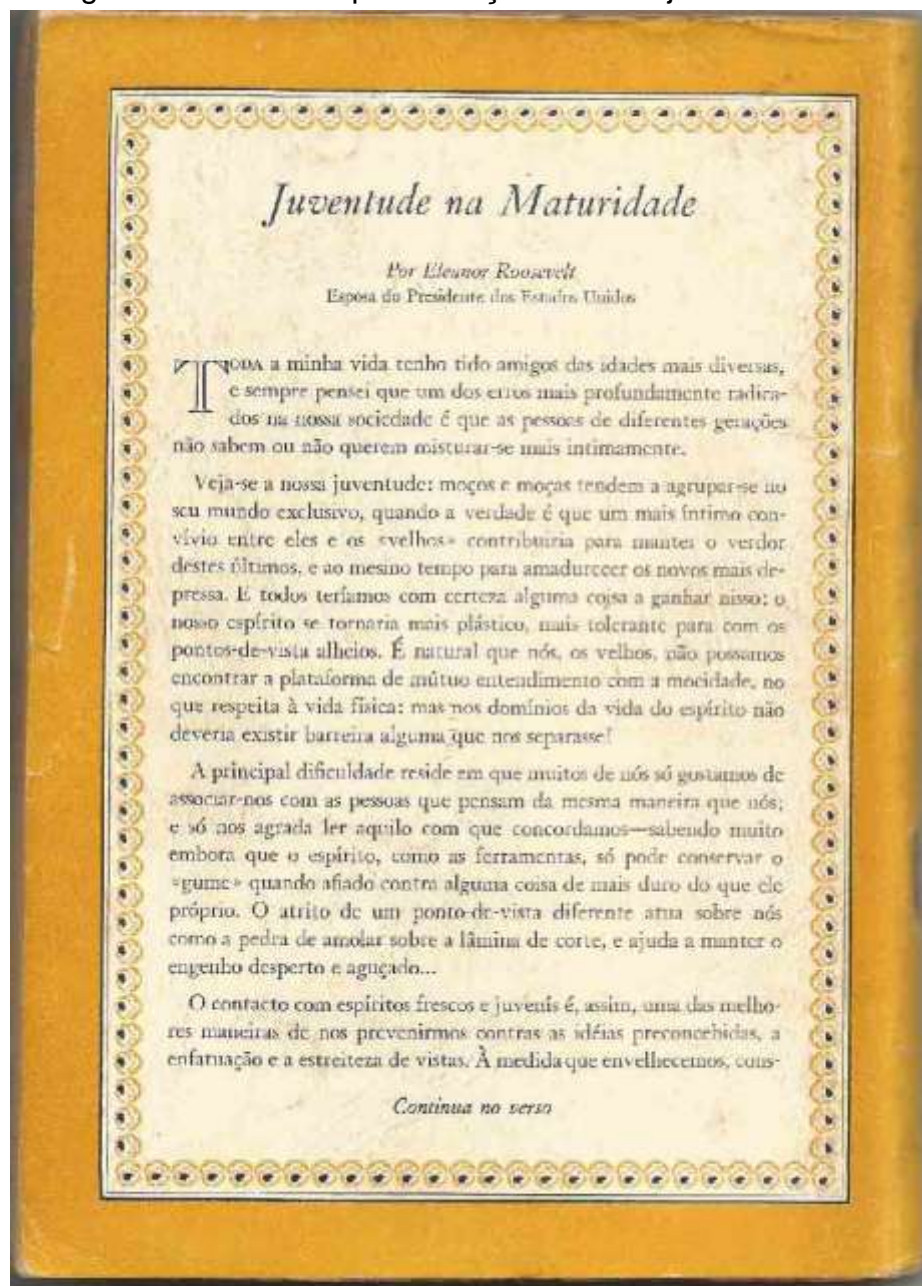 Juventude na Maturidade
Por Eleanor Roosevelt
Esposa do Presidente dos Estados Unidos
TODA a minha vida tenho tido amigos das idades mais diversas,
e sempre pensei que um dos erros mais profundamente radica-
dos na nossa sociedade é que as pessoas de diferentes gerações
não sabem ou não querem misturar-se mais intimamente.
Veja-se a nossa juventude: moços e moças tendem a agrupar-se no
seu mundo exclusivo, quando a verdade é que um mais íntimo con-
vívio entre eles e os «velhos» contribuiria para manter o verdor
destes últimos, e ao mesmo tempo para amadurecer os novos mais de-
pressa. E todos teríamos com certeza alguma coisa a ganhar nisso: o
nosso espírito se tornaria mais plástico, mais tolerante para com os
pontos-de-vista alheios. É natural que nós, os velhos, não possamos
encontrar a plataforma de mútuo entendimento com a mocidade, no
que respeita à vida física: mas nos domínios da vida do espírito não
deveria existir barreira alguma que nos separasse!
A principal dificuldade reside em que muitos de nós só gostamos de
associar-nos com as pessoas que pensam da mesma maneira que nós;
e só nos agrada ler aquilo com que concordamos—sabendo muito
embora que o espírito, como as ferramentas, só pode conservar o
«gume» quando afiado contra alguma coisa de mais duro do que ele
próprio. O atrito de um ponto-de-vista diferente atua sobre nós
como a pedra de amolar sobre a lâmina de corte, e ajuda a manter o
engenho desperto e aguçado...
O contacto com espíritos frescos e juvenis é, assim, uma das melho-
res maneiras de nos prevenirmos contras as idéias preconcebidas, a
enfatuação e a estreiteza de vistas. À medida que envelhecemos, cons-
Continua no verso